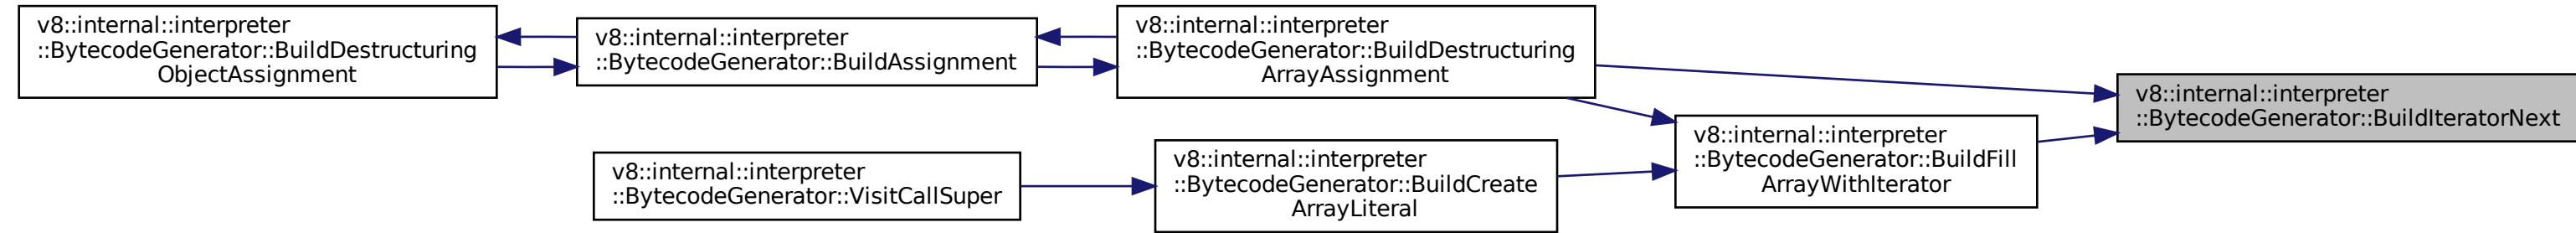 v8::internal::interpreter
::BytecodeGenerator::BuildDestructuring
ObjectAssignment
v8::internal::interpreter
::BytecodeGenerator::BuildAssignment
v8::internal::interpreter
::BytecodeGenerator::BuildDestructuring
ArrayAssignment
v8::internal::interpreter
::BytecodeGenerator::BuildIteratorNext
v8::internal::interpreter
::BytecodeGenerator::BuildFill
ArrayWithIterator
v8::internal::interpreter
::BytecodeGenerator::BuildCreate
ArrayLiteral
v8::internal::interpreter
::BytecodeGenerator::VisitCallSuper